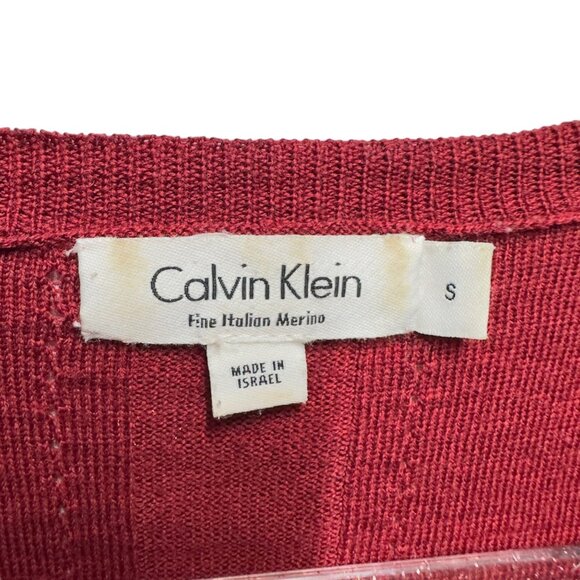 Calvin Klein
Fine Italian Merino
S
MADE IN
ISRAEL